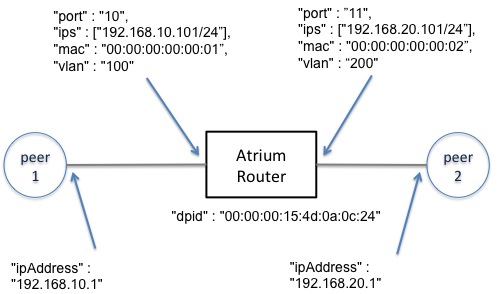 "port" : "10",
"ips" : ["192.168.10.101/24”],
"mac" : "00:00:00:00:00:01”,
"vlan" : "100"
"port" : ”11",
"ips" : ["192.168.20.101/24”],
"mac" : "00:00:00:00:00:02”,
"vlan" : “200"
peer
1
Atrium
Router
peer
2
"dpid" : "00:00:00:15:4d:0a:0c:24"
"ipAddress" :
"192.168.10.1"
"ipAddress" :
"192.168.20.1"